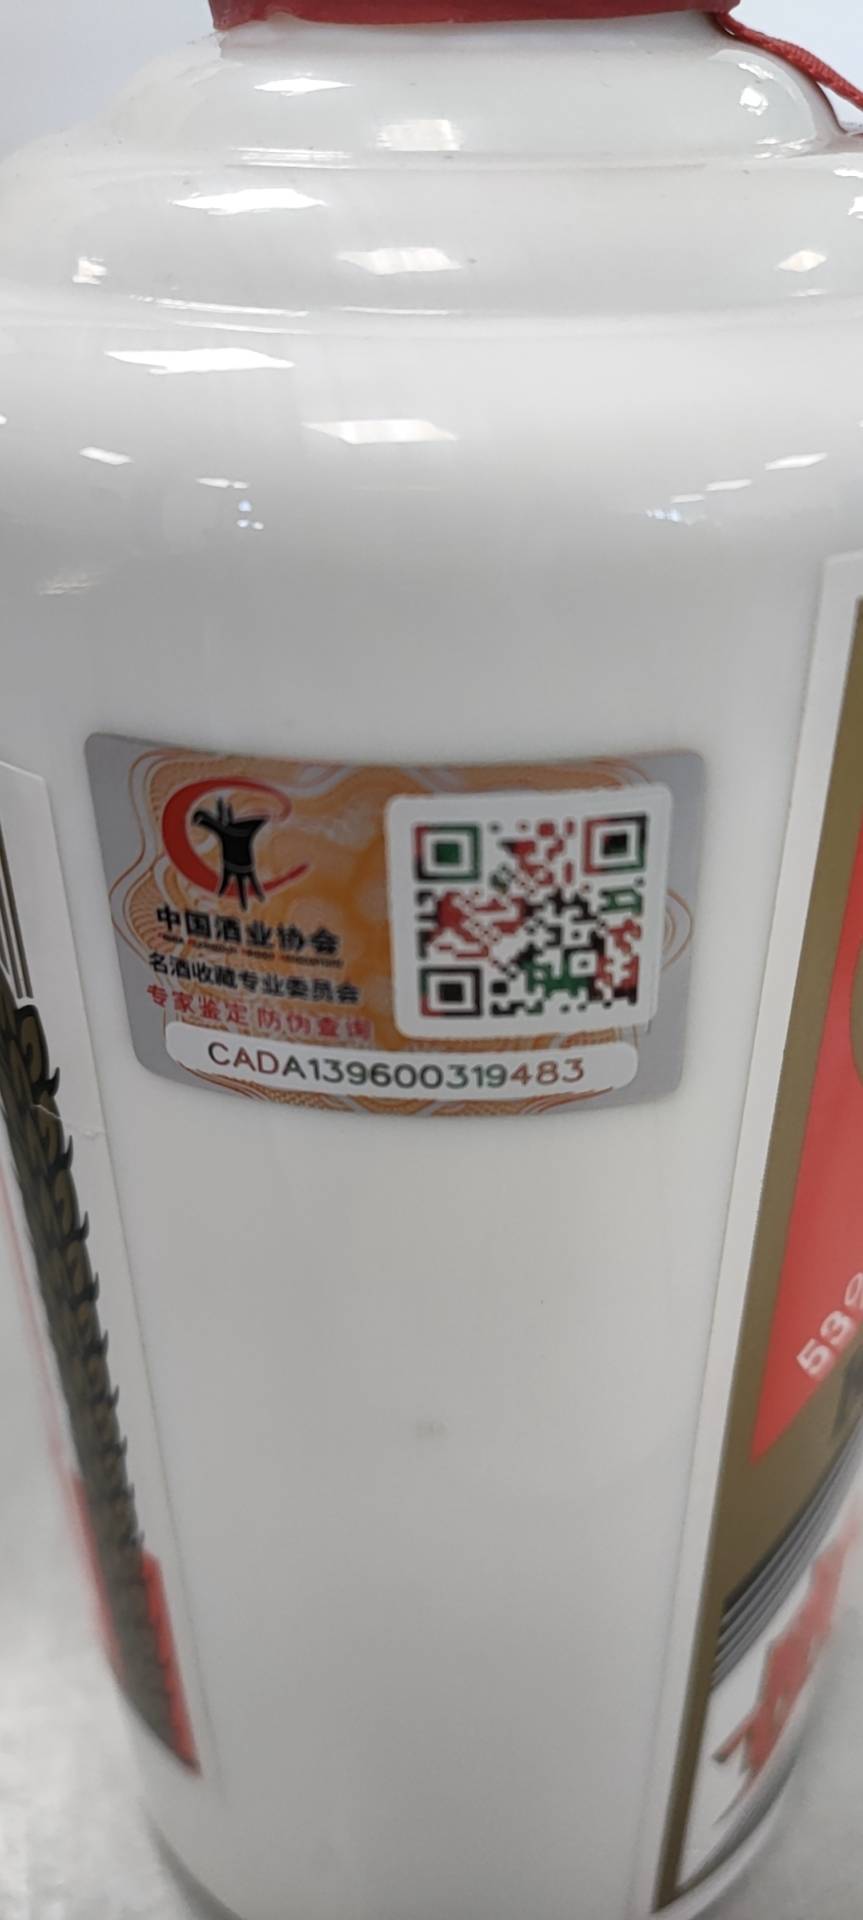 中国酒业协会
名酒收藏专业委员会
专家鉴定 防伪查询
CADA139600319483
539